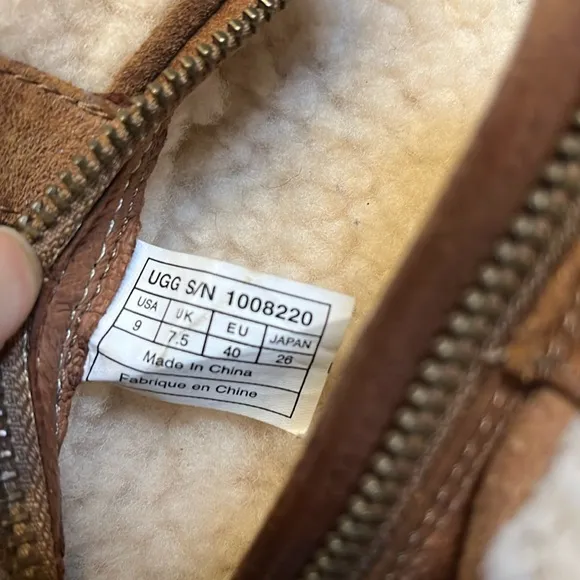 UGG S/N 1008220
USA UK EU JAPAN
9 7.5 40 26
Made in China
Fabrique en Chine